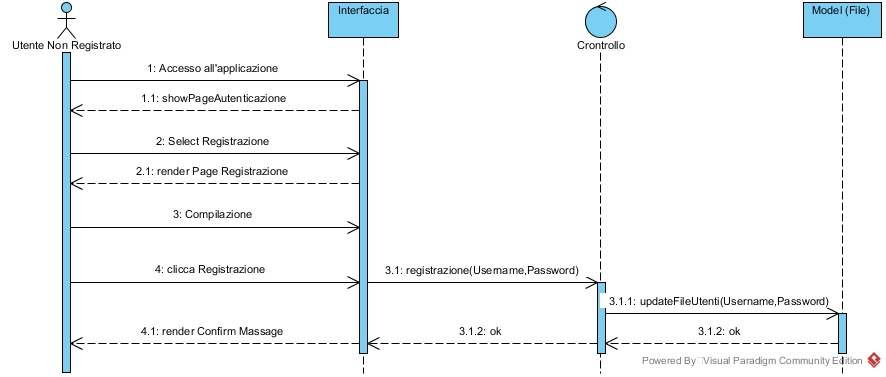 Interfaccia
Model (File)
Utente Non Registrato
Crontrollo
1: Accesso all'applicazione
1.1: showPageAutenticazione
2: Select Registrazione
2.1: render Page Registrazione
3: Compilazione
4: clicca Registrazione
3.1: registrazione(Username,Password)
3.1.1: updateFileUtenti(Username,Password)
4.1: render Confirm Massage
3.1.2: ok
3.1.2: ok
Powered By Visual Paradigm Community Edition